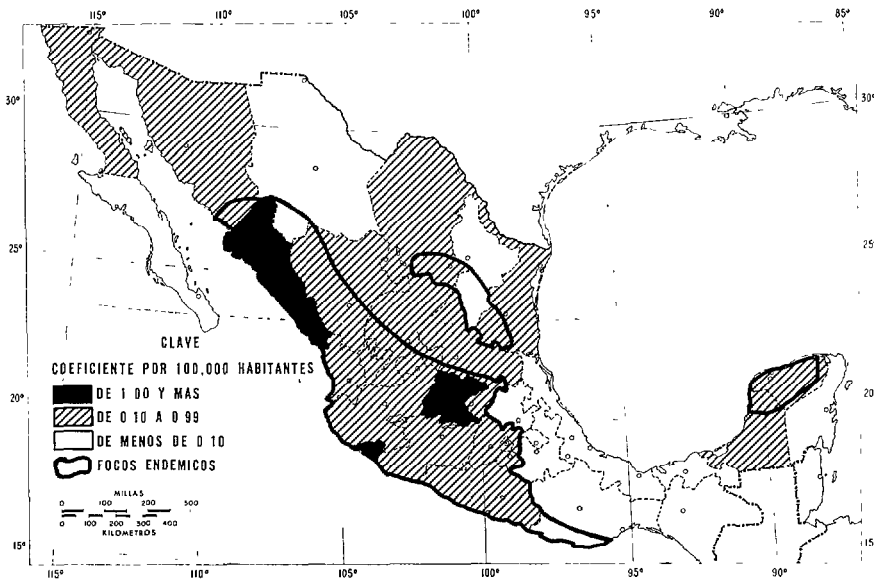 115° 110° 105° 100° 95° 90° 85°
30° 30°
25° 25°
20° 20°
15° 15°
115° 110° 105° 100° 95° 90°
CLAVE
COEFICIENTE POR 100,000 HABITANTES
DE 1 00 Y MAS
DE 0 10 A 0 99
DE MENOS DE 0 10
FOCOS ENDEMICOS
MILLAS
0 100 200 300 500
0 100 200 300 400
KILOMETROS